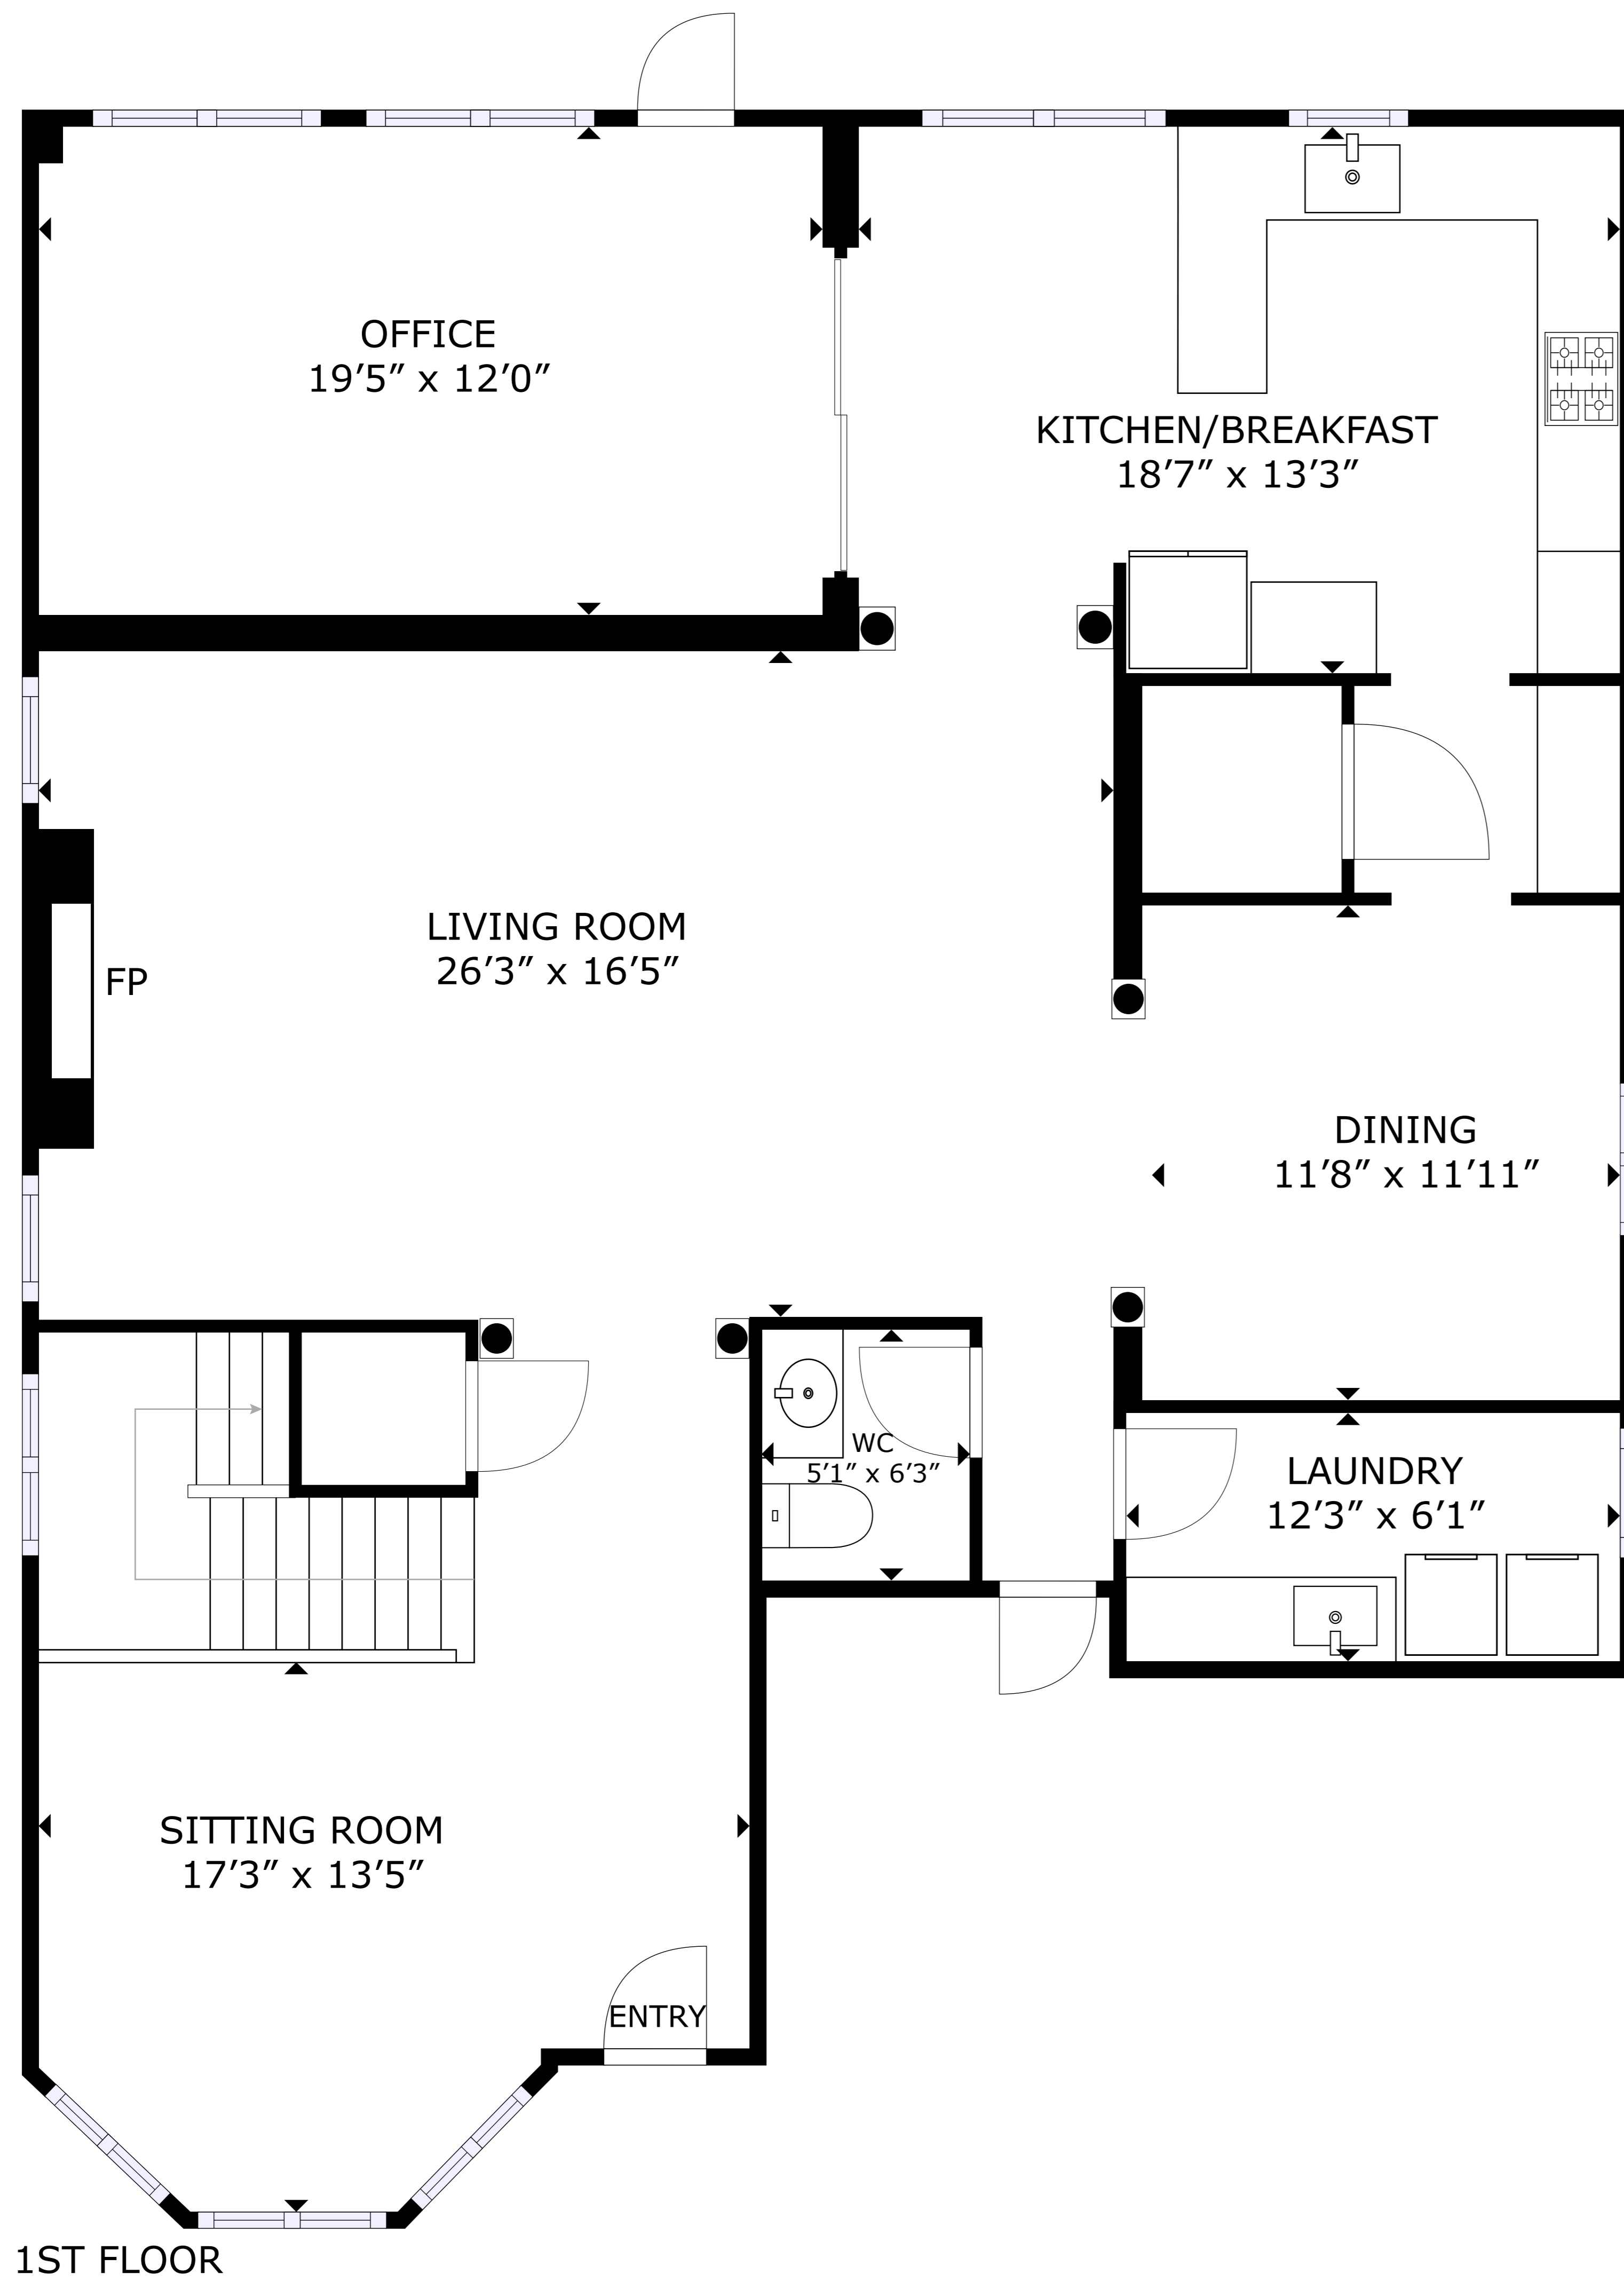 OFFICE
19′5″ x 12′0″
KITCHEN/BREAKFAST
18′7″ x 13′3″
LIVING ROOM
26′3″ x 16′5″
FP
DINING
11′8″ x 11′11″
WC
5′1″ x 6′3″
LAUNDRY
12′3″ x 6′1″
SITTING ROOM
17′3″ x 13′5″
ENTRY
1ST FLOOR